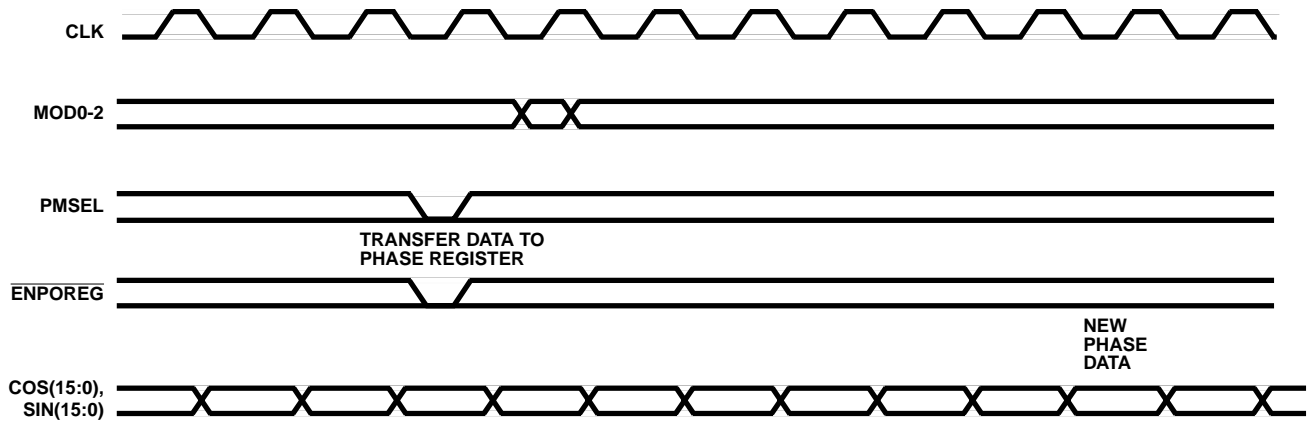 CLK
MOD0-2
PMSEL
TRANSFER DATA TO
PHASE REGISTER
ENPOREG
NEW
PHASE
DATA
COS(15:0),
SIN(15:0)